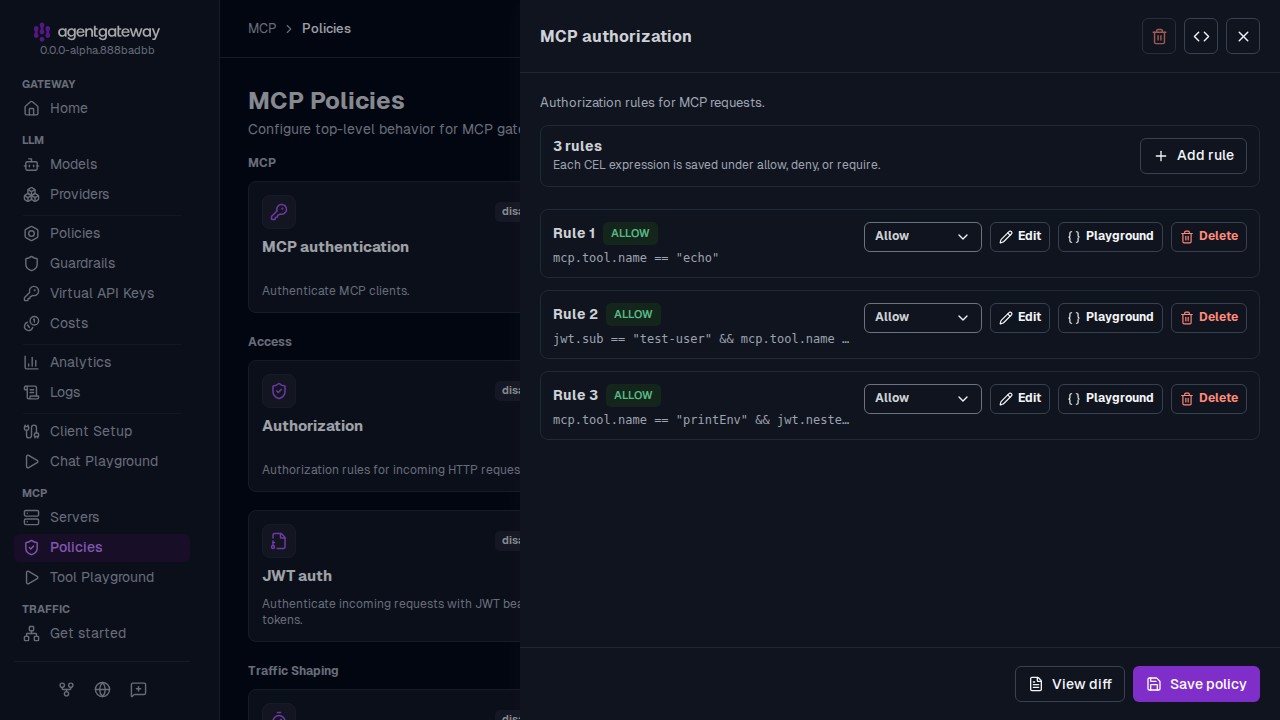 agentgateway
0.0.0-alpha.888badbb
GATEWAY
Home
LLM
Models
Providers
Policies
Guardrails
Virtual API Keys
Costs
Analytics
Logs
Client Setup
Chat Playground
MCP
Servers
Policies
Tool Playground
TRAFFIC
Get started
MCP > Policies
MCP Policies
Configure top-level behavior for MCP gate
MCP
disa
MCP authentication
Authenticate MCP clients.
Access
disa
Authorization
Authorization rules for incoming HTTP reques
disa
JWT auth
Authenticate incoming requests with JWT bea
tokens.
Traffic Shaping
disa
MCP authorization
Authorization rules for MCP requests.
3 rules
Each CEL expression is saved under allow, deny, or require.
Add rule
Rule 1 ALLOW Allow Edit {} Playground Delete
mcp.tool.name == "echo"
Rule 2 ALLOW Allow Edit {} Playground Delete
jwt.sub == "test-user" && mcp.tool.name …
Rule 3 ALLOW Allow Edit {} Playground Delete
mcp.tool.name == "printEnv" && jwt.neste…
View diff
Save policy